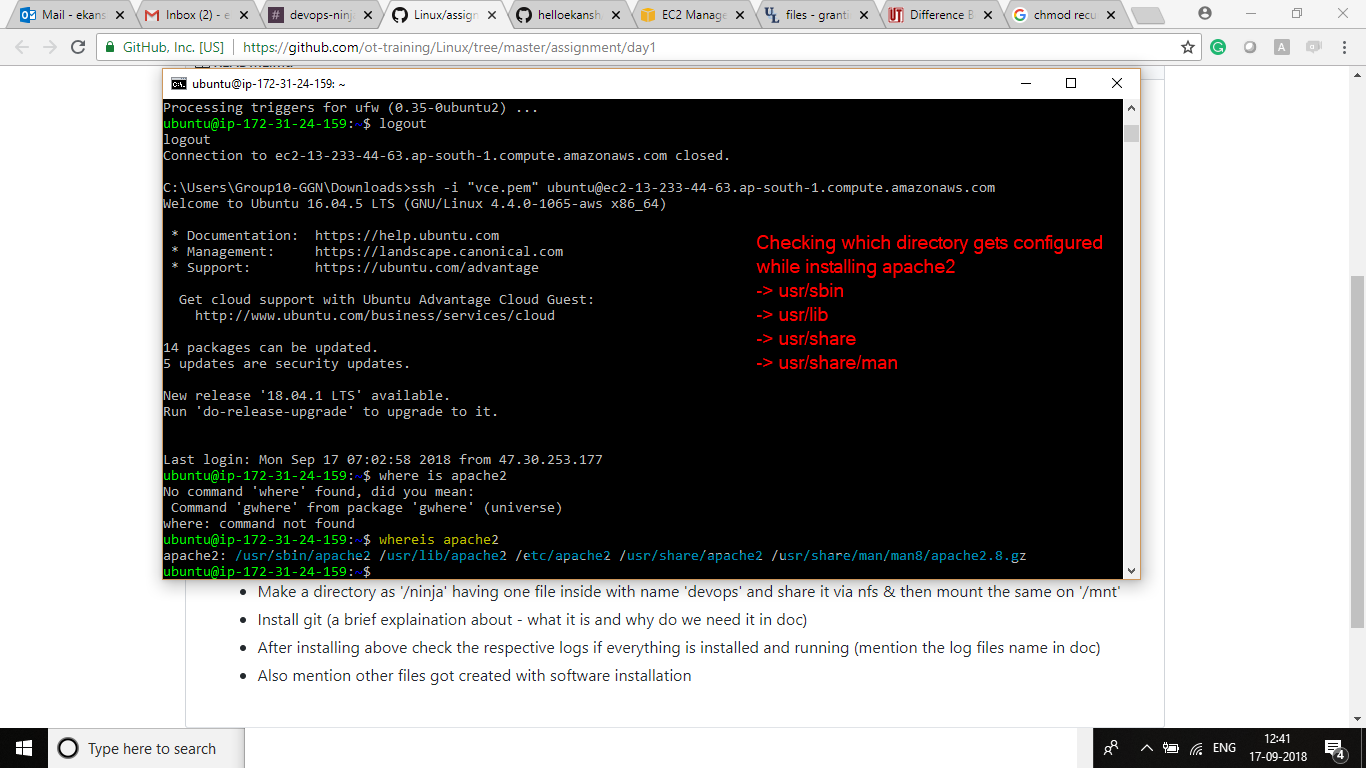 Mail - ekans
Inbox (2) - e
devops-ninj
Linux/assign
helloekansh
EC2 Manage
files - granti
Difference B
chmod recu
GitHub, Inc. [US]
https://github.com/ot-training/Linux/tree/master/assignment/day1
ubuntu@ip-172-31-24-159: ~
Processing triggers for ufw (0.35-0ubuntu2) ...
ubuntu@ip-172-31-24-159:~$ logout
logout
Connection to ec2-13-233-44-63.ap-south-1.compute.amazonaws.com closed.
C:\Users\Group10-GGN\Downloads>ssh -i "vce.pem" ubuntu@ec2-13-233-44-63.ap-south-1.compute.amazonaws.com
Welcome to Ubuntu 16.04.5 LTS (GNU/Linux 4.4.0-1065-aws x86_64)
* Documentation:  https://help.ubuntu.com
* Management:     https://landscape.canonical.com
* Support:        https://ubuntu.com/advantage
Get cloud support with Ubuntu Advantage Cloud Guest:
http://www.ubuntu.com/business/services/cloud
14 packages can be updated.
5 updates are security updates.
New release '18.04.1 LTS' available.
Run 'do-release-upgrade' to upgrade to it.
Last login: Mon Sep 17 07:02:58 2018 from 47.30.253.177
ubuntu@ip-172-31-24-159:~$ where is apache2
No command 'where' found, did you mean:
Command 'gwhere' from package 'gwhere' (universe)
where: command not found
ubuntu@ip-172-31-24-159:~$ whereis apache2
apache2: /usr/sbin/apache2 /usr/lib/apache2 /etc/apache2 /usr/share/apache2 /usr/share/man/man8/apache2.8.gz
ubuntu@ip-172-31-24-159:~$
Checking which directory gets configured
while installing apache2
-> usr/sbin
-> usr/lib
-> usr/share
-> usr/share/man
• Make a directory as '/ninja' having one file inside with name 'devops' and share it via nfs & then mount the same on '/mnt'
• Install git (a brief explaination about - what it is and why do we need it in doc)
• After installing above check the respective logs if everything is installed and running (mention the log files name in doc)
• Also mention other files got created with software installation
Type here to search
ENG
12:41
17-09-2018
4